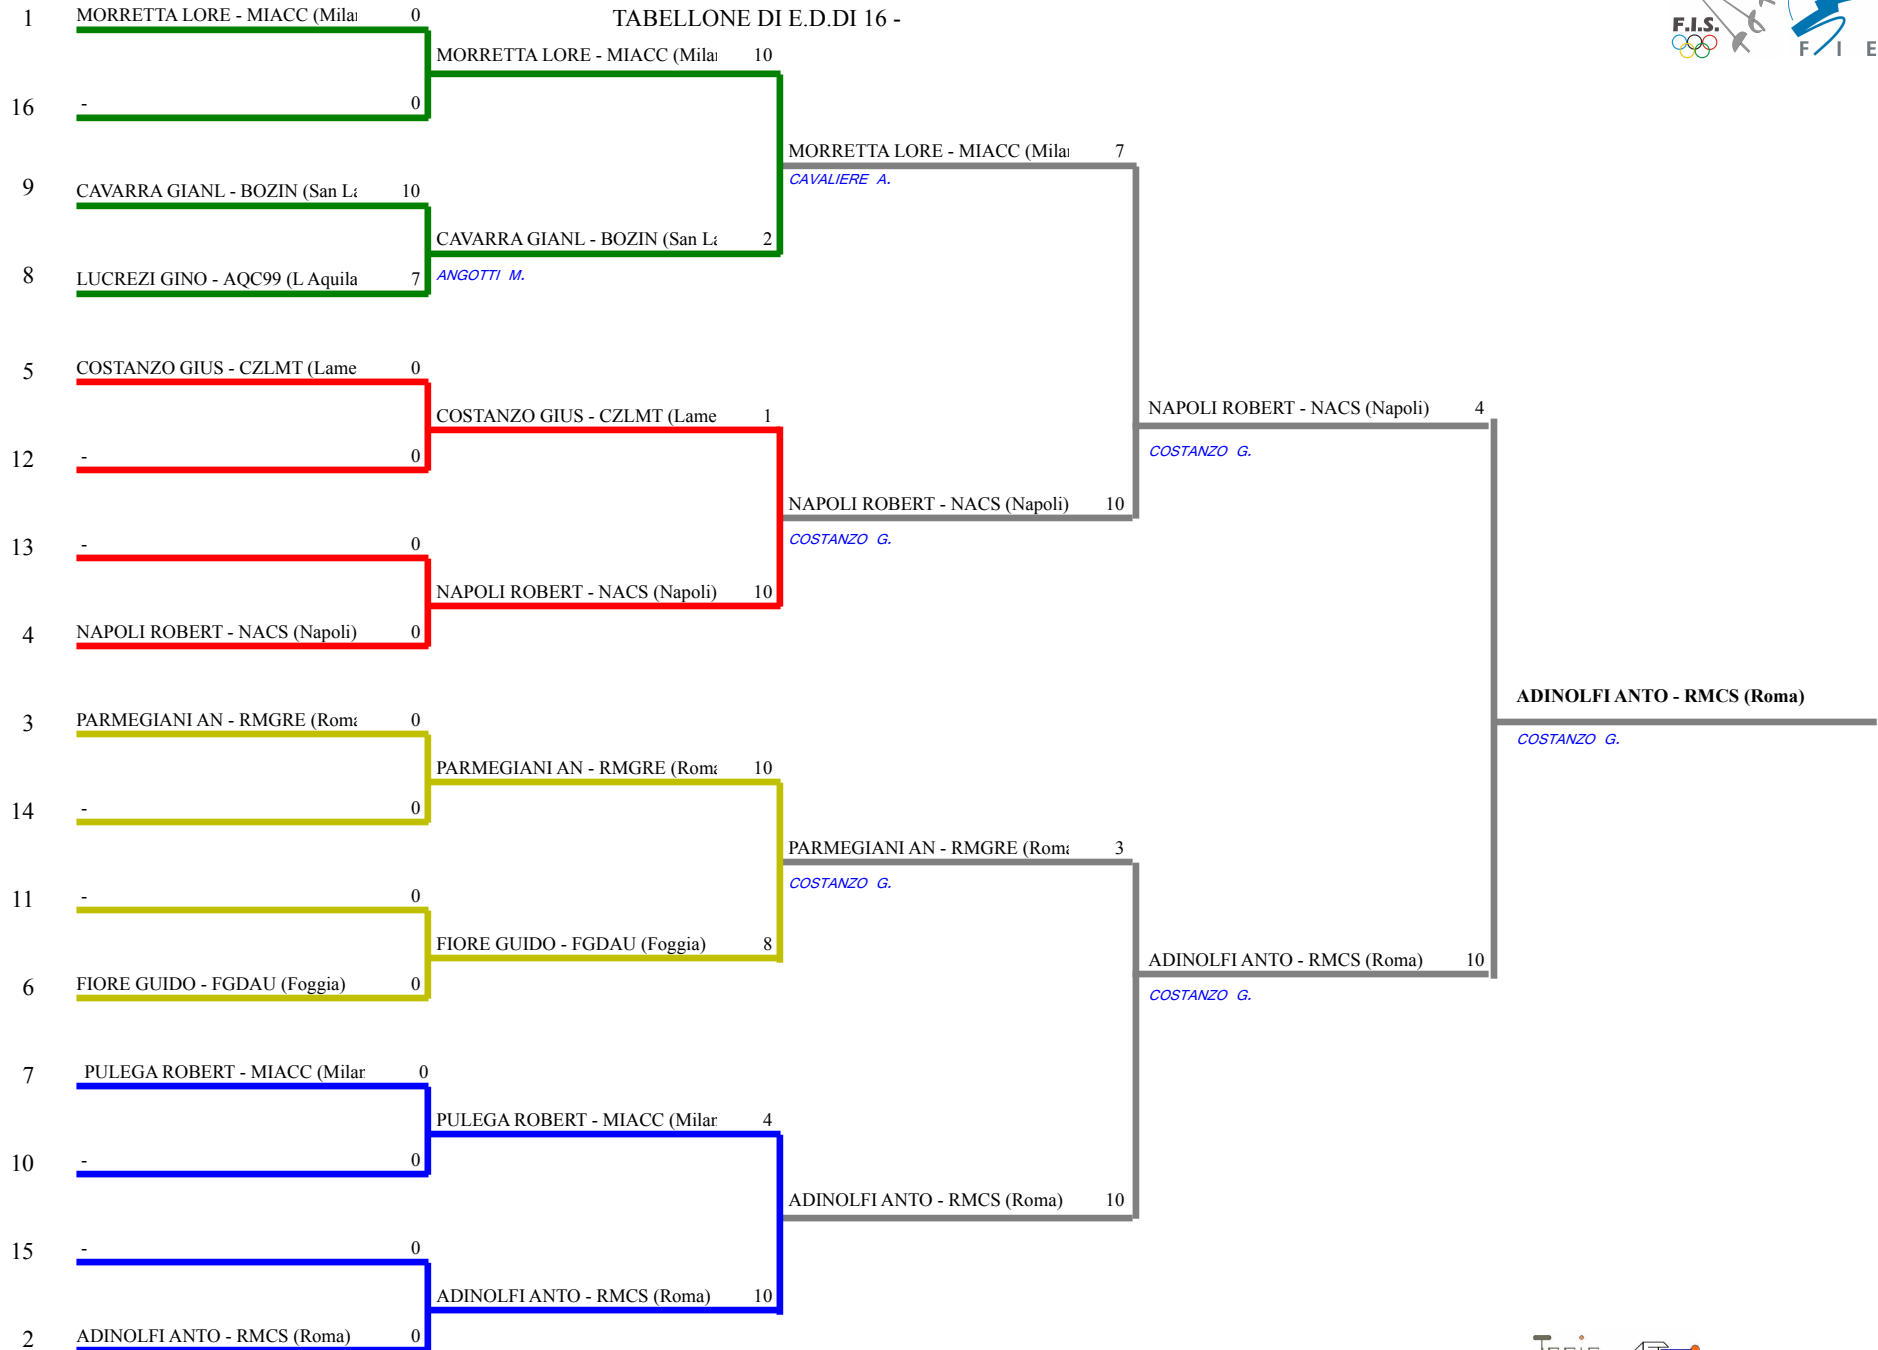 TABELLONE DI E.D.DI 16 -
F.I.S.
F I E
1 MORRETTA LORE - MIACC (Mila 0
MORRETTA LORE - MIACC (Mila 10
16 - 0
MORRETTA LORE - MIACC (Mila 7
CAVALIERE A.
9 CAVARRA GIANL - BOZIN (San La 10
CAVARRA GIANL - BOZIN (San La 2
ANGOTTI M.
8 LUCREZI GINO - AQC99 (L Aquila 7
5 COSTANZO GIUS - CZLMT (Lame 0
COSTANZO GIUS - CZLMT (Lame 1
NAPOLI ROBERT - NACS (Napoli) 4
COSTANZO G.
12 - 0
NAPOLI ROBERT - NACS (Napoli) 10
COSTANZO G.
13 - 0
NAPOLI ROBERT - NACS (Napoli) 10
4 NAPOLI ROBERT - NACS (Napoli) 0
ADINOLFI ANTO - RMCS (Roma)
COSTANZO G.
3 PARMEGIANI AN - RMGRE (Roma 0
PARMEGIANI AN - RMGRE (Roma 10
14 - 0
PARMEGIANI AN - RMGRE (Roma 3
COSTANZO G.
11 - 0
FIORE GUIDO - FGDAU (Foggia) 8
ADINOLFI ANTO - RMCS (Roma) 10
COSTANZO G.
6 FIORE GUIDO - FGDAU (Foggia) 0
7 PULEGA ROBERT - MIACC (Milan 0
PULEGA ROBERT - MIACC (Milan 4
10 - 0
ADINOLFI ANTO - RMCS (Roma) 10
15 - 0
ADINOLFI ANTO - RMCS (Roma) 10
2 ADINOLFI ANTO - RMCS (Roma) 0